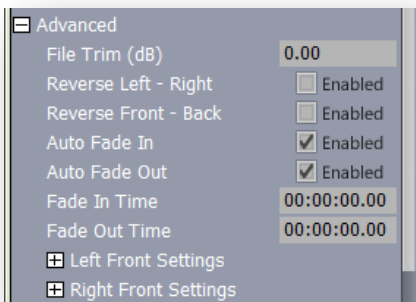 Advanced
File Trim (dB) 0.00
Reverse Left - Right Enabled
Reverse Front - Back Enabled
Auto Fade In Enabled
Auto Fade Out Enabled
Fade In Time 00:00:00.00
Fade Out Time 00:00:00.00
Left Front Settings
Right Front Settings